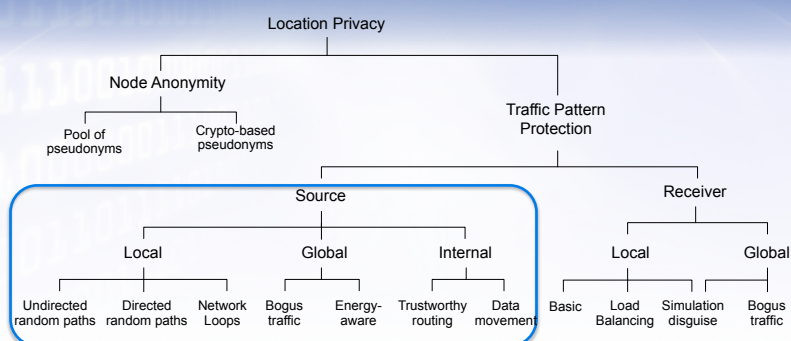 Location Privacy
Node Anonymity
Traffic Pattern
Protection
Pool of
pseudonyms
Crypto-based
pseudonyms
Source
Receiver
Local
Global
Internal
Local
Global
Undirected
random paths
Directed
random paths
Network
Loops
Bogus
traffic
Energy-
aware
Trustworthy
routing
Data
movement
Basic
Load
Balancing
Simulation
disguise
Bogus
traffic